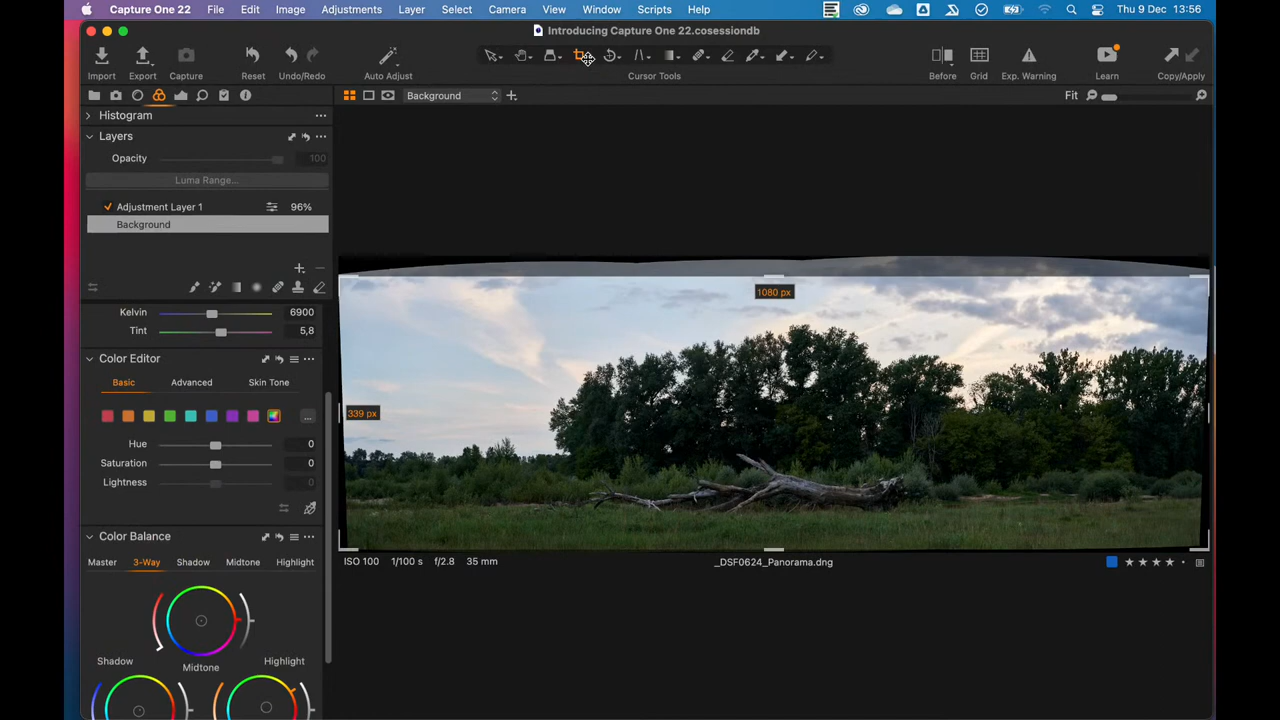 Capture One 22 File Edit Image Adjustments Layer Select Camera View Window Scripts Help Thu 9 Dec 13:56
Introducing Capture One 22.cosessiondb
Import Export Capture Reset Undo/Redo Auto Adjust Cursor Tools Before Grid Exp. Warning Learn Copy/Apply
Background Fit
Histogram
Layers
Opacity 100
Luma Range...
Adjustment Layer 1 96%
Background
1080 px
339 px
Kelvin 6900
Tint 5,8
Color Editor
Basic Advanced Skin Tone
Hue 0
Saturation 0
Lightness 0
Color Balance
Master 3-Way Shadow Midtone Highlight
Shadow Midtone Highlight
ISO 100 1/100 s f/2.8 35 mm _DSF0624_Panorama.dng